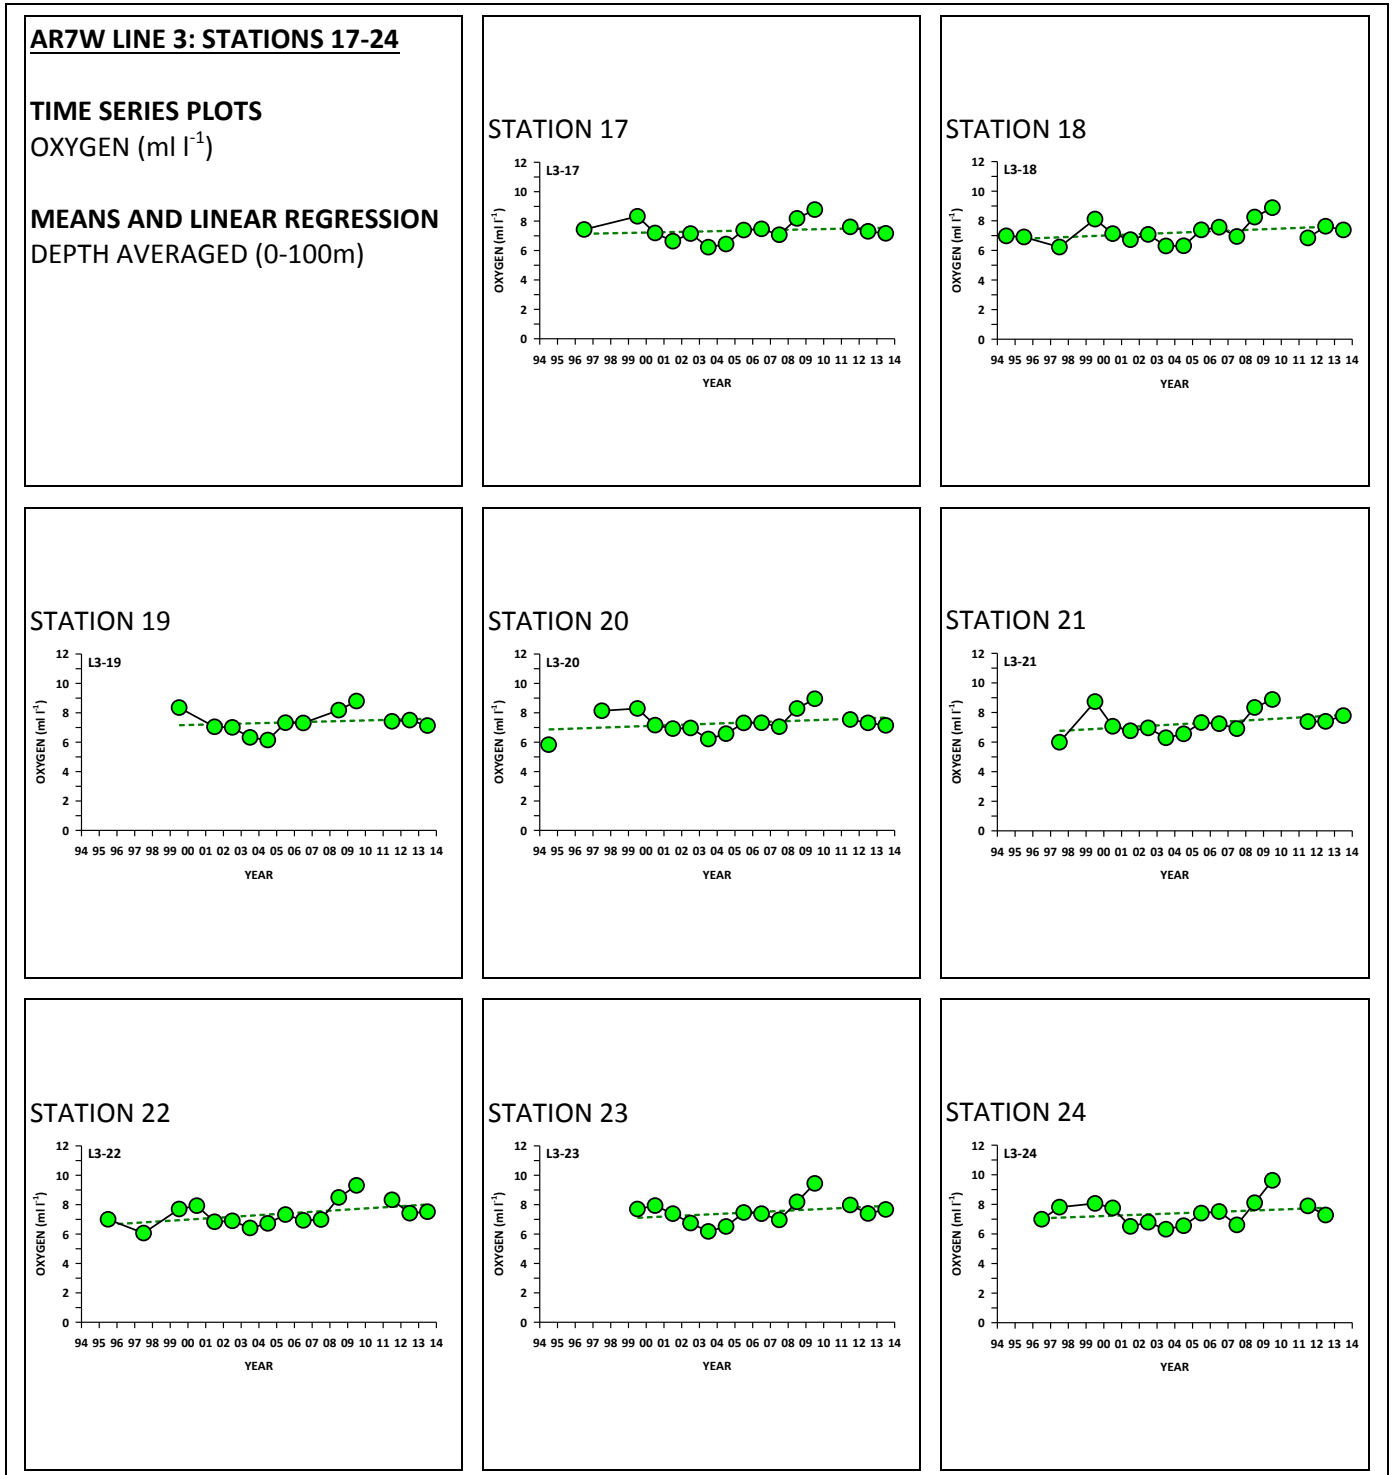 AR7W LINE 3: STATIONS 17-24
TIME SERIES PLOTS
OXYGEN (ml l-1)
MEANS AND LINEAR REGRESSION
DEPTH AVERAGED (0-100m)
STATION 17
L3-17
OXYGEN (ml l-1)
12
10
8
6
4
2
0
94 95 96 97 98 99 00 01 02 03 04 05 06 07 08 09 10 11 12 13 14
YEAR
STATION 18
L3-18
OXYGEN (ml l-1)
12
10
8
6
4
2
0
94 95 96 97 98 99 00 01 02 03 04 05 06 07 08 09 10 11 12 13 14
YEAR
STATION 19
L3-19
OXYGEN (ml l-1)
12
10
8
6
4
2
0
94 95 96 97 98 99 00 01 02 03 04 05 06 07 08 09 10 11 12 13 14
YEAR
STATION 20
L3-20
OXYGEN (ml l-1)
12
10
8
6
4
2
0
94 95 96 97 98 99 00 01 02 03 04 05 06 07 08 09 10 11 12 13 14
YEAR
STATION 21
L3-21
OXYGEN (ml l-1)
12
10
8
6
4
2
0
94 95 96 97 98 99 00 01 02 03 04 05 06 07 08 09 10 11 12 13 14
YEAR
STATION 22
L3-22
OXYGEN (ml l-1)
12
10
8
6
4
2
0
94 95 96 97 98 99 00 01 02 03 04 05 06 07 08 09 10 11 12 13 14
YEAR
STATION 23
L3-23
OXYGEN (ml l-1)
12
10
8
6
4
2
0
94 95 96 97 98 99 00 01 02 03 04 05 06 07 08 09 10 11 12 13 14
YEAR
STATION 24
L3-24
OXYGEN (ml l-1)
12
10
8
6
4
2
0
94 95 96 97 98 99 00 01 02 03 04 05 06 07 08 09 10 11 12 13 14
YEAR